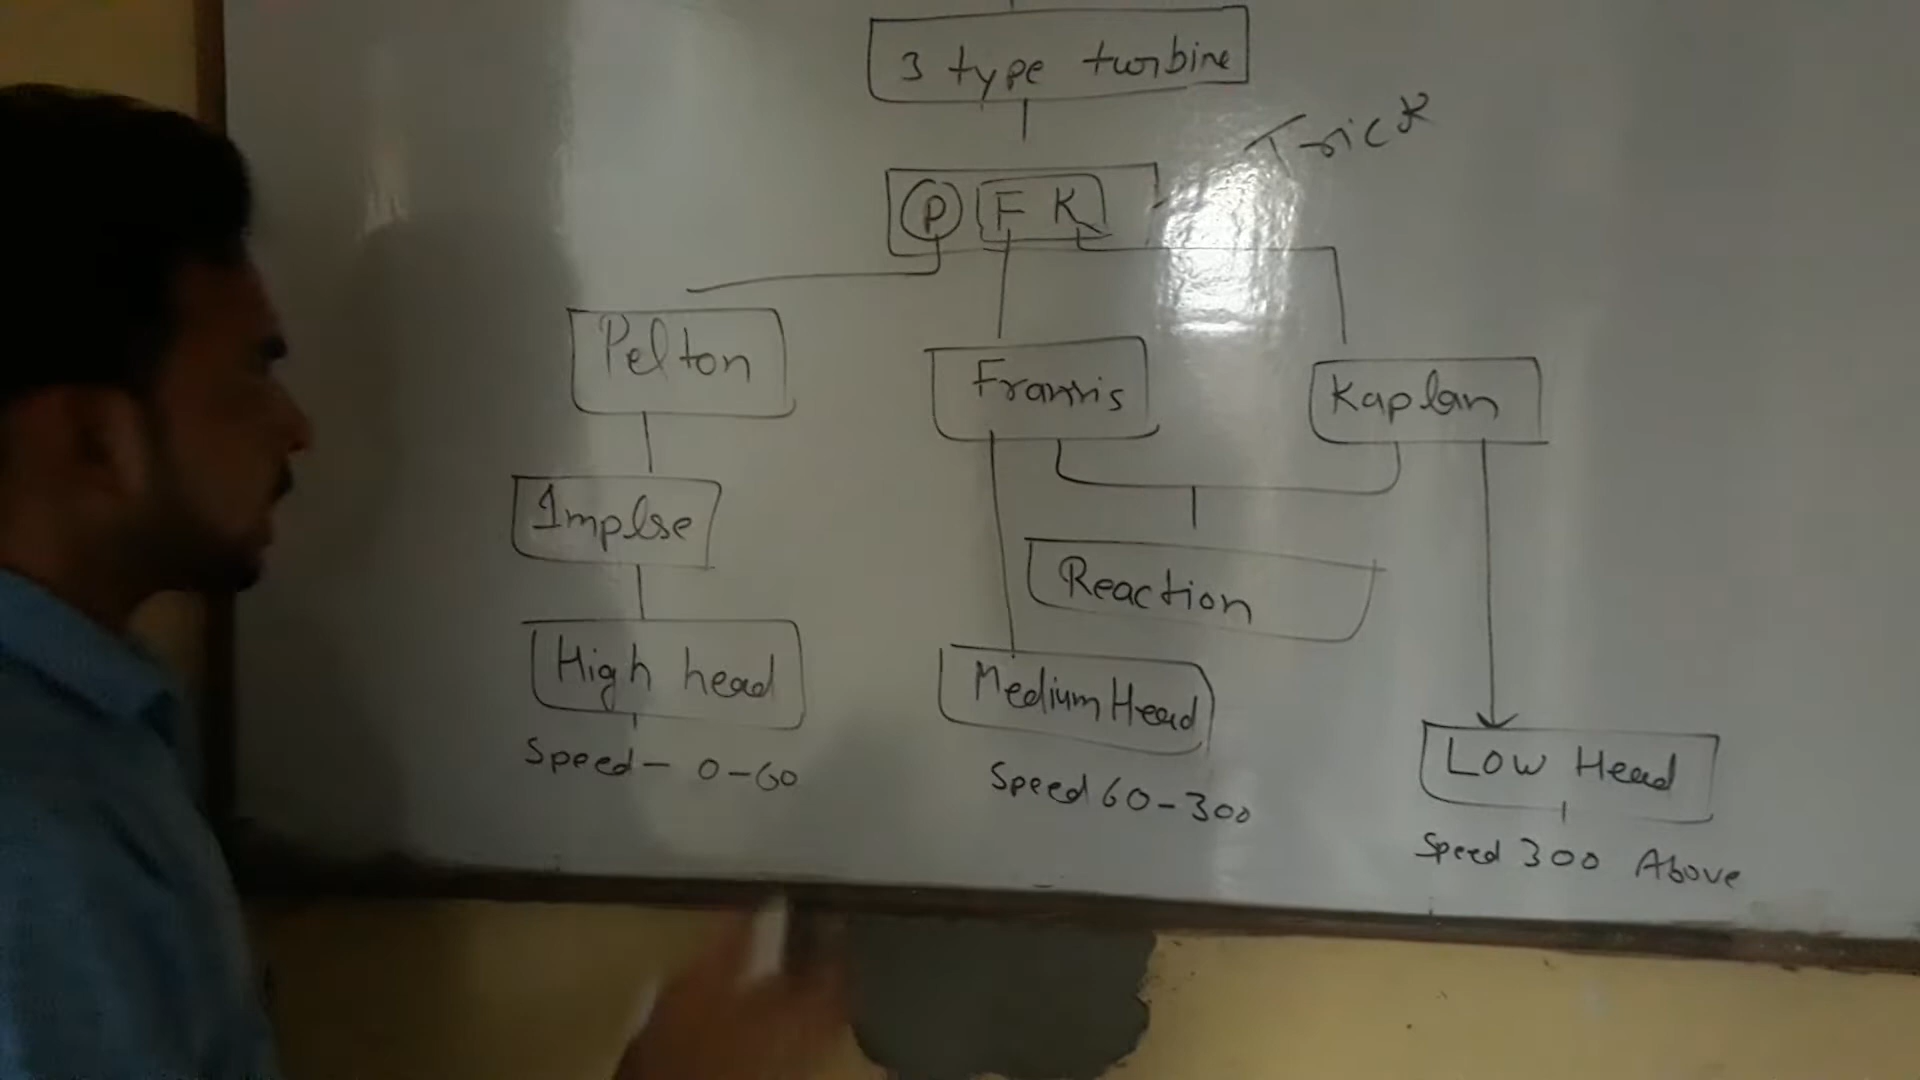 3 type turbine
Trick
P F K
Pelton
Frannis
Kaplan
Implse
Reaction
High head
Medium Head
Low Head
Speed - 0-60
Speed 60-300
Speed 300 Above